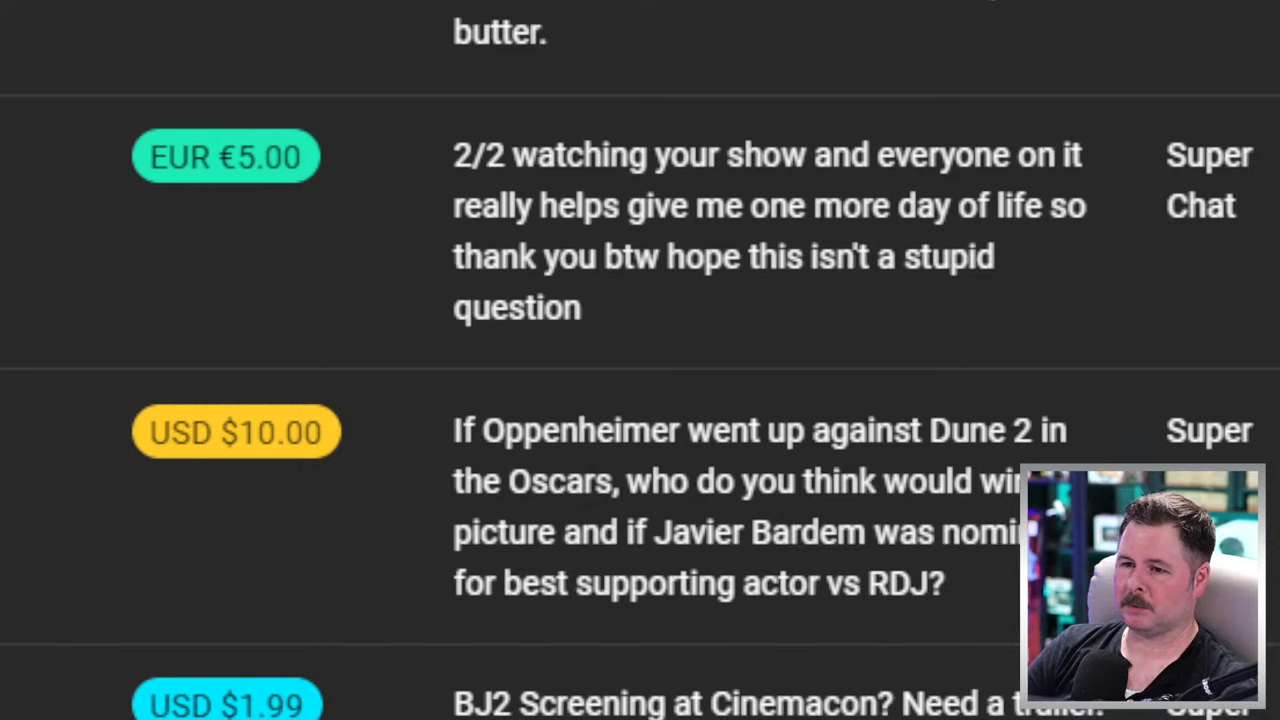 butter.
EUR €5.00
2/2 watching your show and everyone on it
really helps give me one more day of life so
thank you btw hope this isn't a stupid
question
Super
Chat
USD $10.00
If Oppenheimer went up against Dune 2 in
the Oscars, who do you think would
picture and if Javier Bardem was
for best supporting actor vs RDJ?
Super
USD $1.99
BJ2 Screening at Cinemacon? Need a trailer.
Super